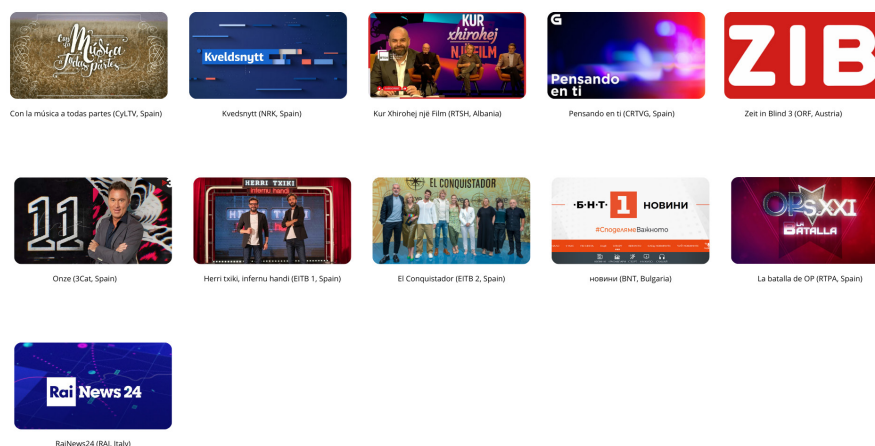 Con
la Música
a Todas
partes
Kveldsnytt
KUR
xhirohej
NJË FILM
G
Pensando
en ti
ZIB
Con la música a todas partes (CyLTV, Spain)
Kvedsnytt (NRK, Spain)
Kur Xhirohej një Film (RTSH, Albania)
Pensando en ti (CRTVG, Spain)
Zeit in Blind 3 (ORF, Austria)
11
3
HERRI TXIKI
infernu handi
EL CONQUISTADOR
·Б·Н·Т· 1 НОВИНИ
#СподелямеВажното
OPS.XXI
LA
BATALLA
Onze (3Cat, Spain)
Herri txiki, infernu handi (EITB 1, Spain)
El Conquistador (EITB 2, Spain)
новини (BNT, Bulgaria)
La batalla de OP (RTPA, Spain)
Rai News 24
RaiNews24 (RAI, Italy)